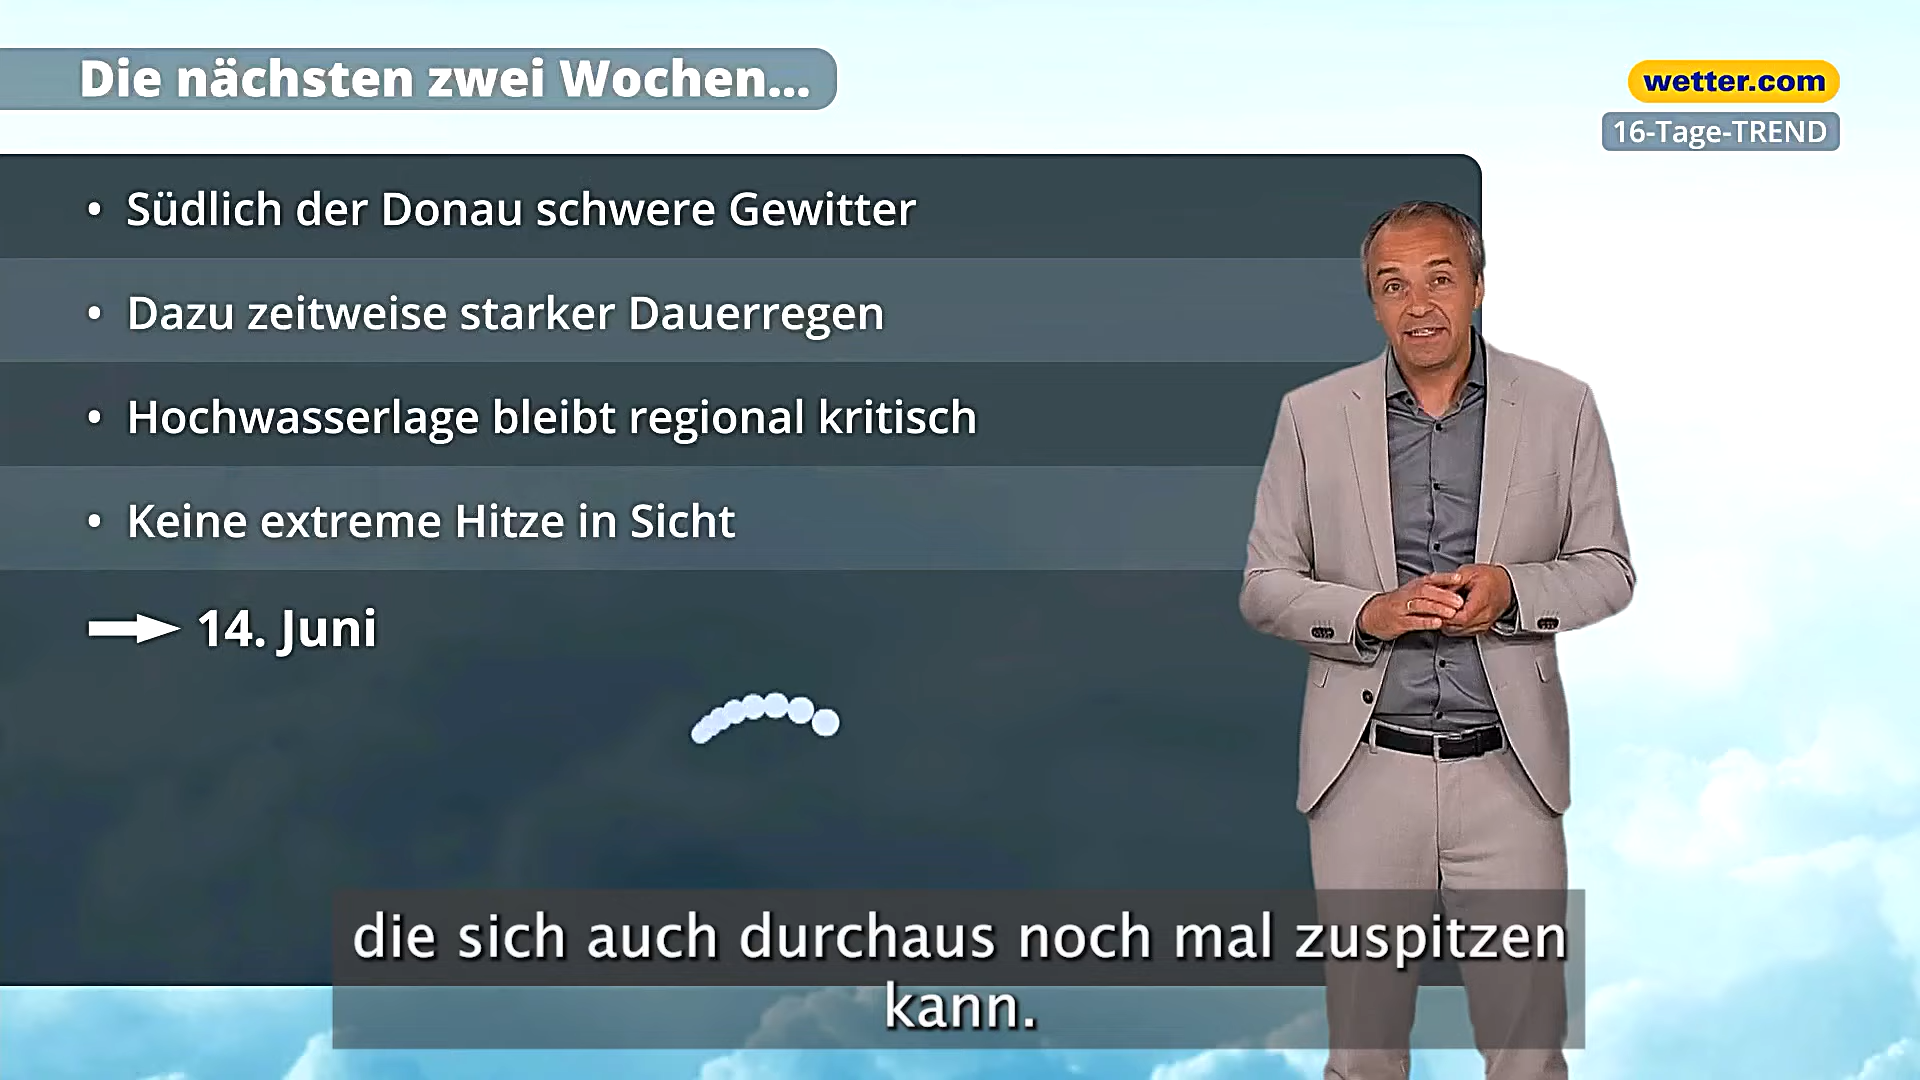 Die nächsten zwei Wochen...
wetter.com
16-Tage-TREND
• Südlich der Donau schwere Gewitter
• Dazu zeitweise starker Dauerregen
• Hochwasserlage bleibt regional kritisch
• Keine extreme Hitze in Sicht
14. Juni
die sich auch durchaus noch mal zuspitzen
kann.